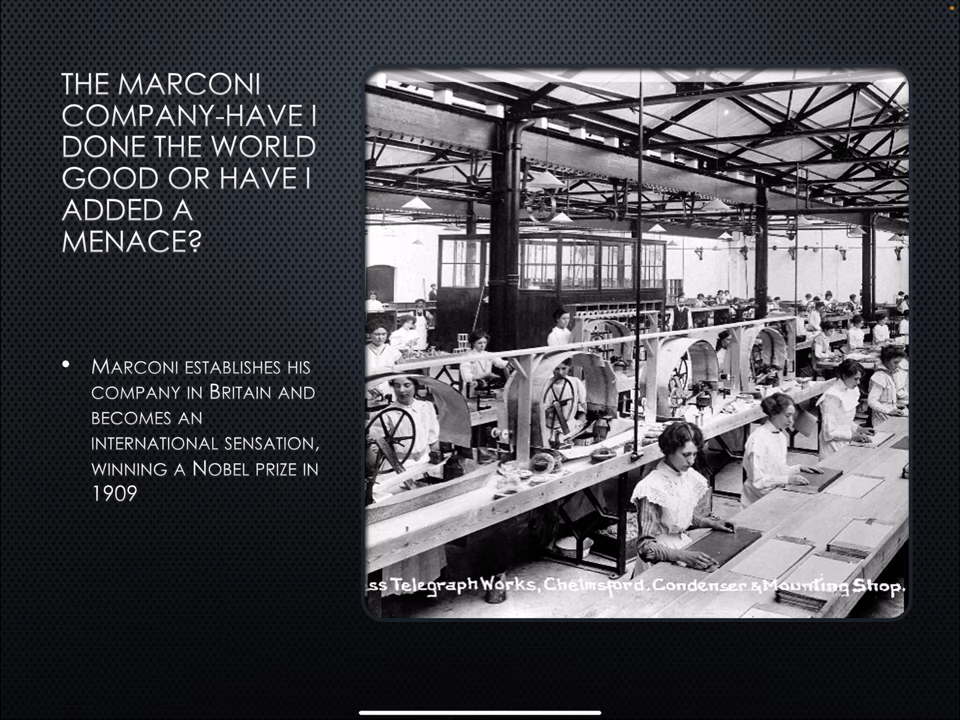 THE MARCONI
COMPANY-HAVE I
DONE THE WORLD
GOOD OR HAVE I
ADDED A
MENACE?
• MARCONI ESTABLISHES HIS
COMPANY IN BRITAIN AND
BECOMES AN
INTERNATIONAL SENSATION,
WINNING A NOBEL PRIZE IN
1909
ss Telegraph Works, Chelmsford. Condenser & Mounting Shop.